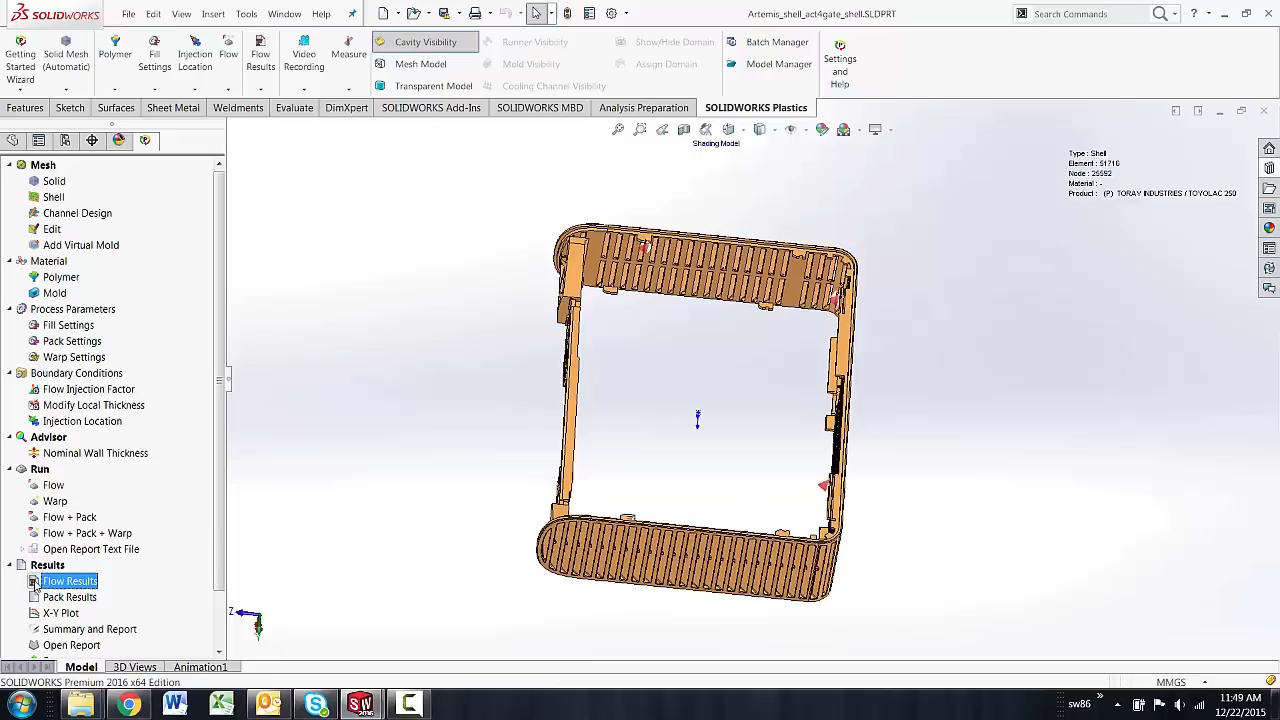 SOLIDWORKS File Edit View Insert Tools Window Help Artemis_shell_act4gate_shell.SLDPRT Search Commands
Getting Started Wizard
Solid Mesh (Automatic)
Polymer
Fill Settings
Injection Location
Flow
Flow Results
Video Recording
Measure
Cavity Visibility Runner Visibility Show/Hide Domain Batch Manager
Mesh Model Mold Visibility Assign Domain Model Manager
Transparent Model Cooling Channel Visibility
Settings and Help
Features Sketch Surfaces Sheet Metal Weldments Evaluate DimXpert SOLIDWORKS Add-Ins SOLIDWORKS MBD Analysis Preparation SOLIDWORKS Plastics
Shading Model
Type : Shell
Element : 51716
Node : 25592
Material : -
Product : (P) TORAY INDUSTRIES / TOYOLAC 250
Mesh
Solid
Shell
Channel Design
Edit
Add Virtual Mold
Material
Polymer
Mold
Process Parameters
Fill Settings
Pack Settings
Warp Settings
Boundary Conditions
Flow Injection Factor
Modify Local Thickness
Injection Location
Advisor
Nominal Wall Thickness
Run
Flow
Warp
Flow + Pack
Flow + Pack + Warp
Open Report Text File
Results
Flow Results
Pack Results
X-Y Plot
Summary and Report
Open Report
Z
Model 3D Views Animation1
SOLIDWORKS Premium 2016 x64 Edition MMGS
sw86 11:49 AM
12/22/2015